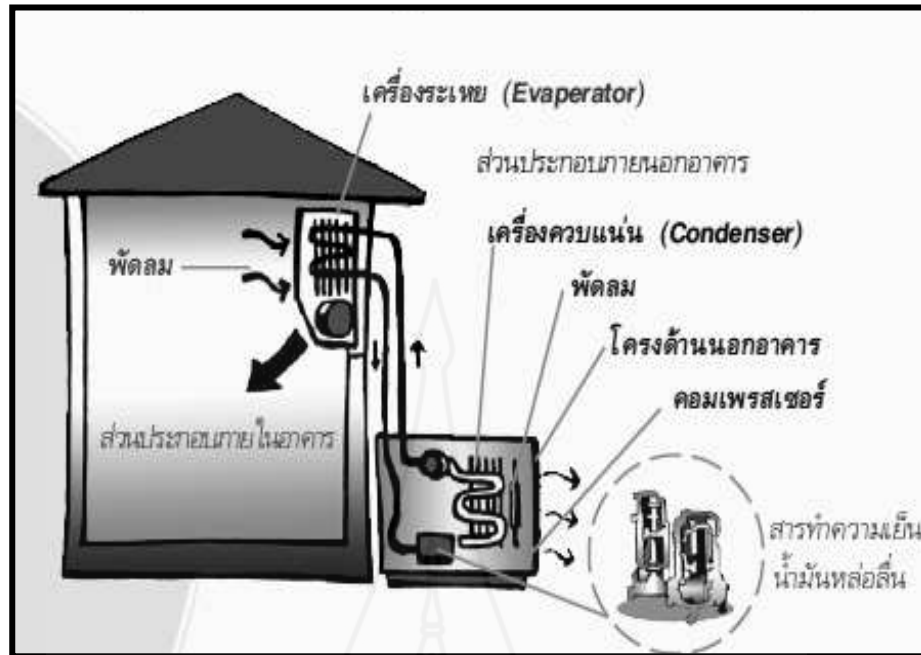 เครื่องระเหย (Evaperator)
ส่วนประกอบภายนอกอาคาร
เครื่องควบแน่น (Condenser)
พัดลม
พัดลม
โครงด้านนอกอาคาร
คอมเพรสเซอร์
ส่วนประกอบภายในอาคาร
สารทำความเย็น
น้ำมันหล่อลื่น